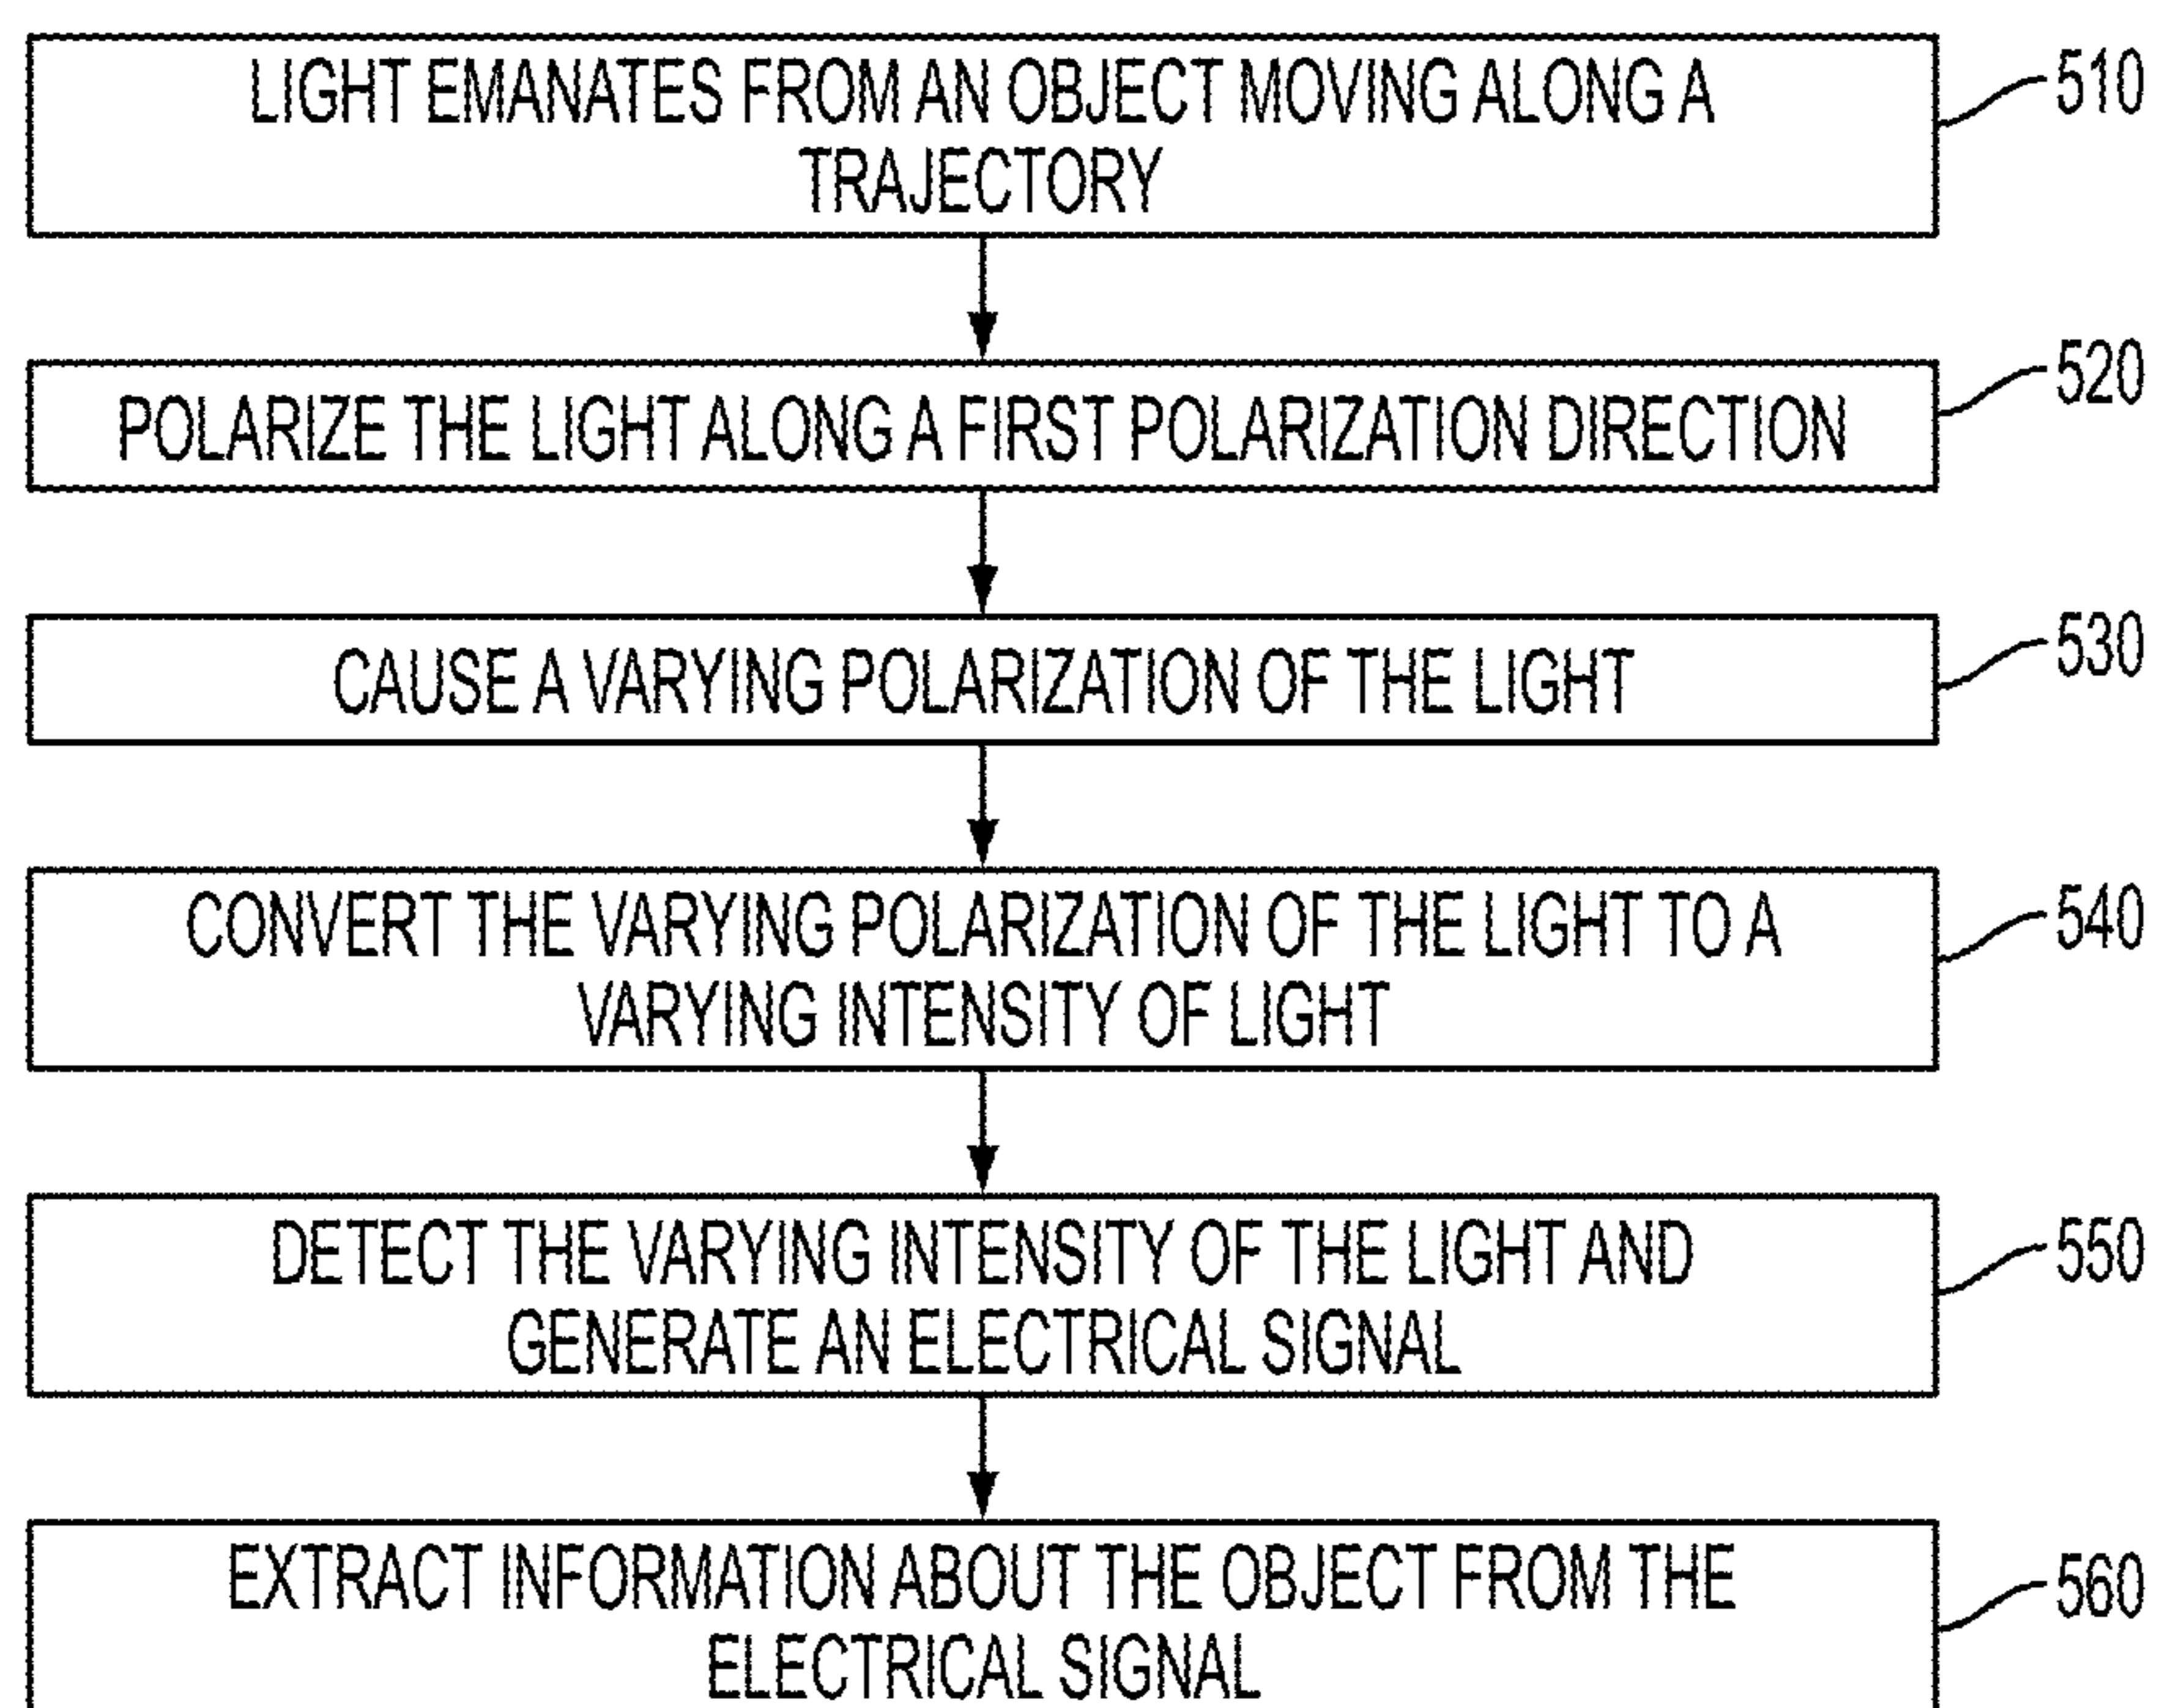 LIGHT EMANATES FROM AN OBJECT MOVING ALONG A
TRAJECTORY
510
POLARIZE THE LIGHT ALONG A FIRST POLARIZATION DIRECTION
520
CAUSE A VARYING POLARIZATION OF THE LIGHT
530
CONVERT THE VARYING POLARIZATION OF THE LIGHT TO A
VARYING INTENSITY OF LIGHT
540
DETECT THE VARYING INTENSITY OF THE LIGHT AND
GENERATE AN ELECTRICAL SIGNAL
550
EXTRACT INFORMATION ABOUT THE OBJECT FROM THE
ELECTRICAL SIGNAL
560